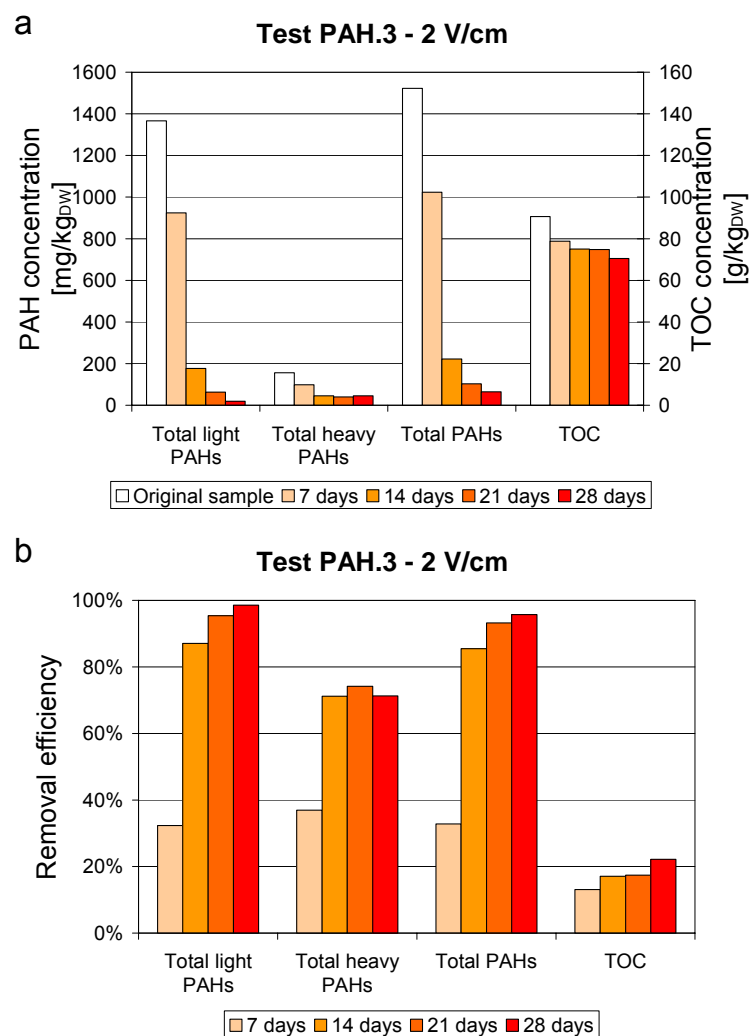 a
Test PAH.3 - 2 V/cm
PAH concentration
[mg/kgDW]
1600
1400
1200
1000
800
600
400
200
0
160
140
120
100
80
60
40
20
0
TOC concentration
[g/kgDW]
Total light
PAHs
Total heavy
PAHs
Total PAHs
TOC
Original sample 7 days 14 days 21 days 28 days
b
Test PAH.3 - 2 V/cm
Removal efficiency
100%
80%
60%
40%
20%
0%
Total light
PAHs
Total heavy
PAHs
Total PAHs
TOC
7 days 14 days 21 days 28 days